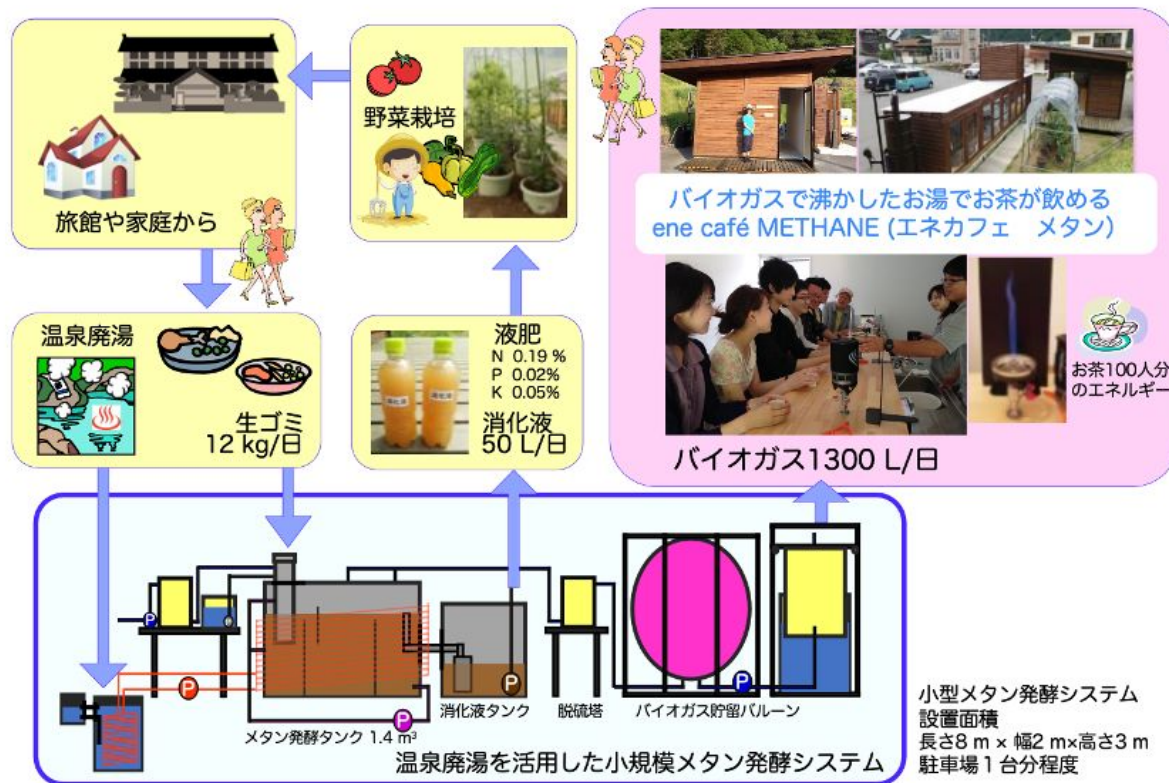 旅館や家庭から
野菜栽培
バイオガスで沸かしたお湯でお茶が飲める
ene café METHANE (エネカフェ　メタン）
お茶100人分
のエネルギー
バイオガス1300 L/日
温泉廃湯
生ゴミ
12 kg/日
液肥
N 0.19 %
P 0.02%
K 0.05%
消化液
消化液
50 L/日
P
P
P
P
P
メタン発酵タンク 1.4 m³
消化液タンク
脱硫塔
バイオガス貯留バルーン
温泉廃湯を活用した小規模メタン発酵システム
小型メタン発酵システム
設置面積
長さ8 m × 幅2 m×高さ3 m
駐車場１台分程度